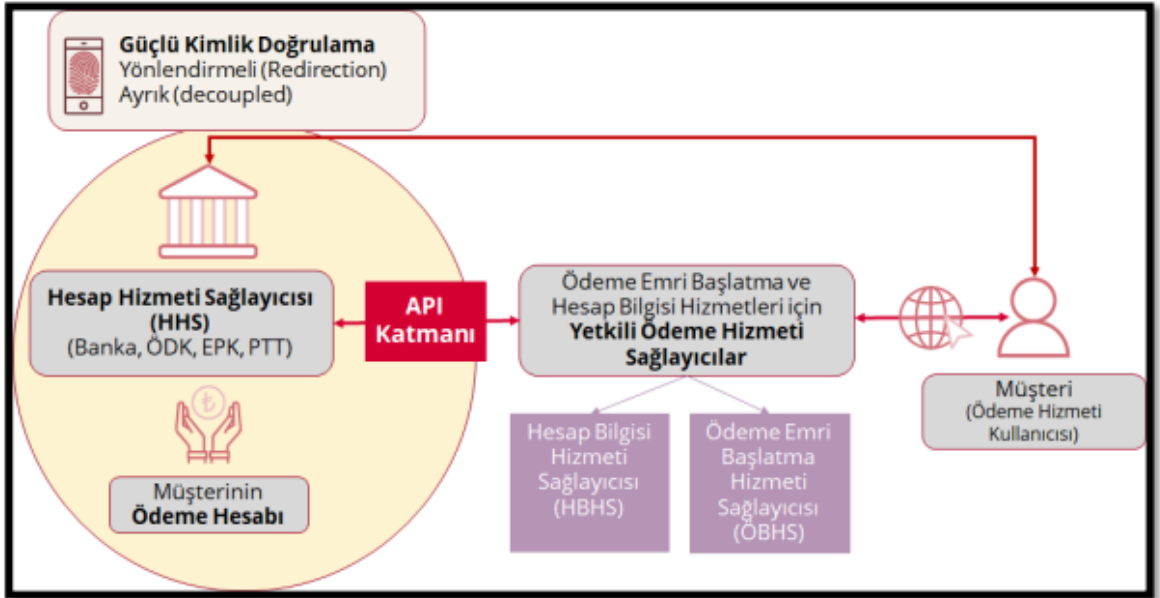 Güçlü Kimlik Doğrulama
Yönlendirmeli (Redirection)
Ayrık (decoupled)
Hesap Hizmeti Sağlayıcısı
(HHS)
(Banka, ÖDK, EPK, PTT)
API
Katmanı
Ödeme Emri Başlatma ve
Hesap Bilgisi Hizmetleri için
Yetkili Ödeme Hizmeti
Sağlayıcılar
Müşteri
(Ödeme Hizmeti
Kullanıcısı)
Hesap Bilgisi
Hizmeti
Sağlayıcısı
(HBHS)
Ödeme Emri
Başlatma
Hizmeti
Sağlayıcısı
(ÖBHS)
₺
Müşterinin
Ödeme Hesabı